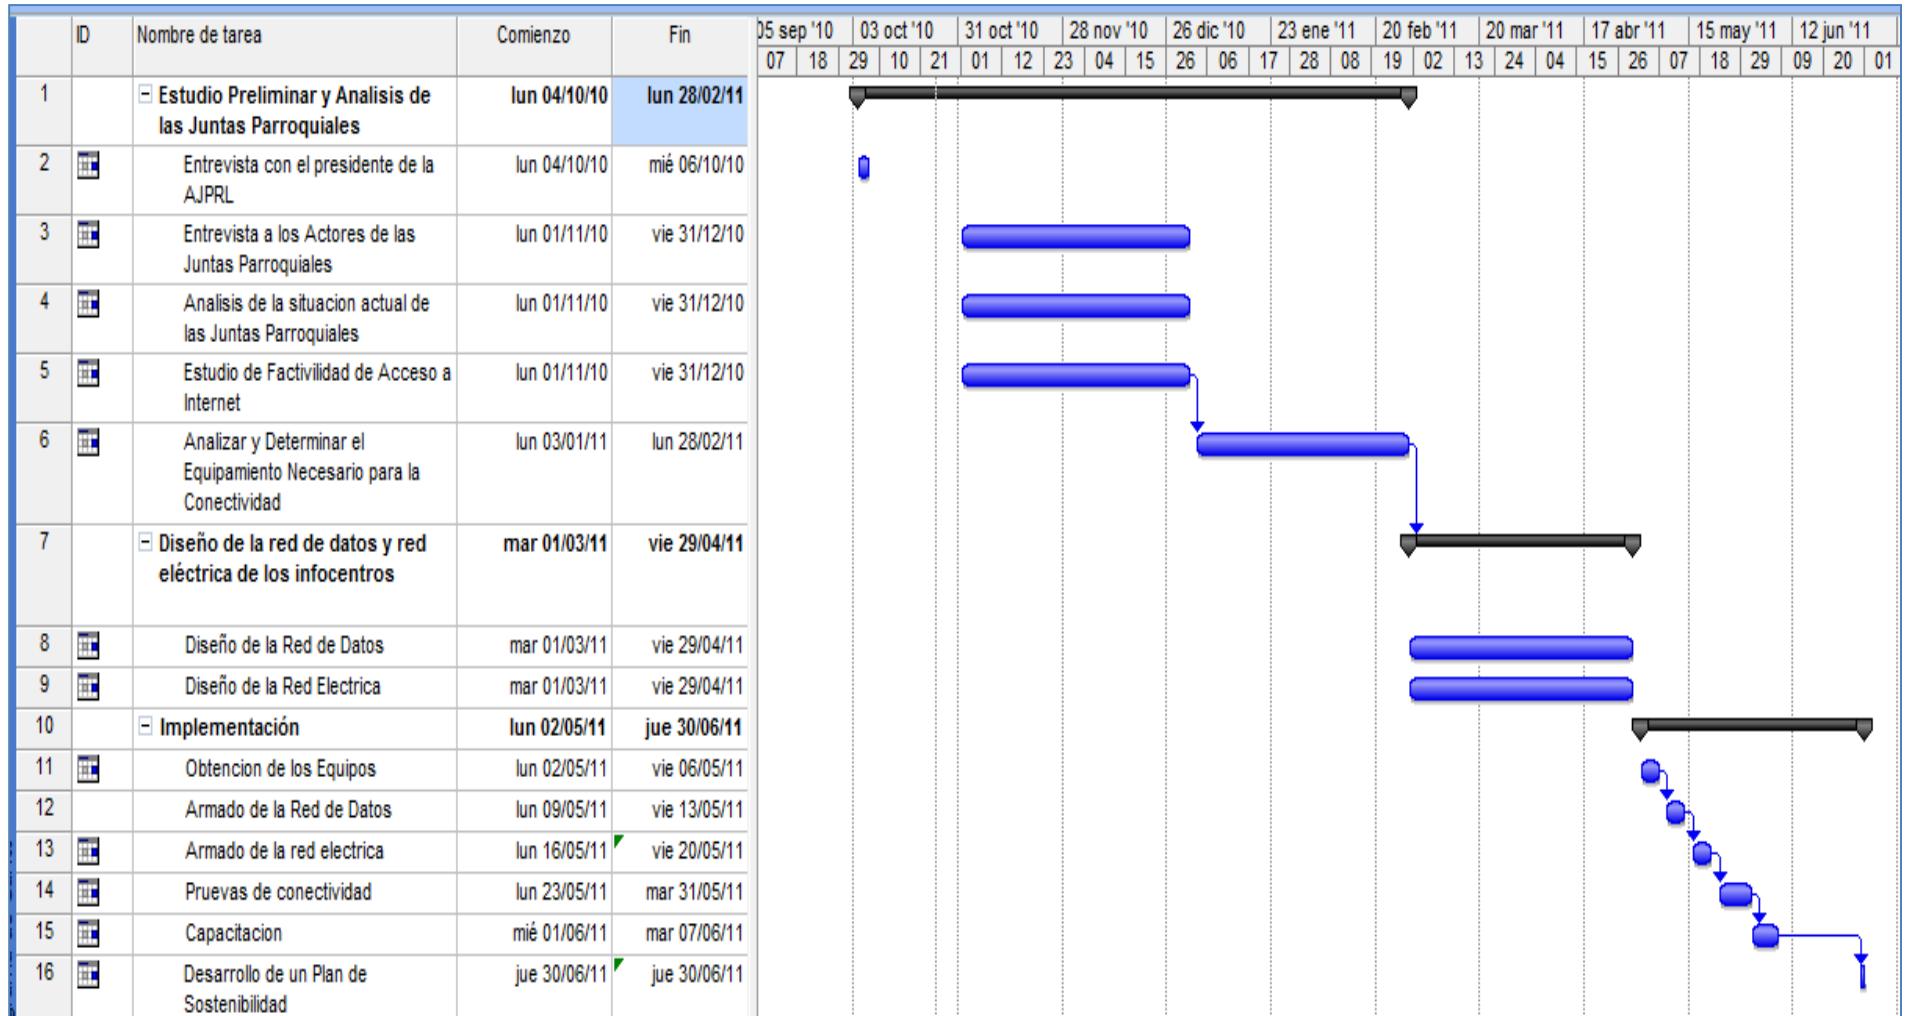 ID Nombre de tarea Comienzo Fin 05 sep '10 03 oct '10 31 oct '10 28 nov '10 26 dic '10 23 ene '11 20 feb '11 20 mar '11 17 abr '11 15 may '11 12 jun '11
07 18 29 10 21 01 12 23 04 15 26 06 17 28 08 19 02 13 24 04 15 26 07 18 29 09 20 01
1 Estudio Preliminar y Analisis de lun 04/10/10 lun 28/02/11
las Juntas Parroquiales
2 Entrevista con el presidente de la lun 04/10/10 mié 06/10/10
AJPRL
3 Entrevista a los Actores de las lun 01/11/10 vie 31/12/10
Juntas Parroquiales
4 Analisis de la situacion actual de lun 01/11/10 vie 31/12/10
las Juntas Parroquiales
5 Estudio de Factivilidad de Acceso a lun 01/11/10 vie 31/12/10
Internet
6 Analizar y Determinar el lun 03/01/11 lun 28/02/11
Equipamiento Necesario para la
Conectividad
7 Diseño de la red de datos y red mar 01/03/11 vie 29/04/11
eléctrica de los infocentros
8 Diseño de la Red de Datos mar 01/03/11 vie 29/04/11
9 Diseño de la Red Electrica mar 01/03/11 vie 29/04/11
10 Implementación lun 02/05/11 jue 30/06/11
11 Obtencion de los Equipos lun 02/05/11 vie 06/05/11
12 Armado de la Red de Datos lun 09/05/11 vie 13/05/11
13 Armado de la red electrica lun 16/05/11 vie 20/05/11
14 Pruevas de conectividad lun 23/05/11 mar 31/05/11
15 Capacitacion mié 01/06/11 mar 07/06/11
16 Desarrollo de un Plan de jue 30/06/11 jue 30/06/11
Sostenibilidad